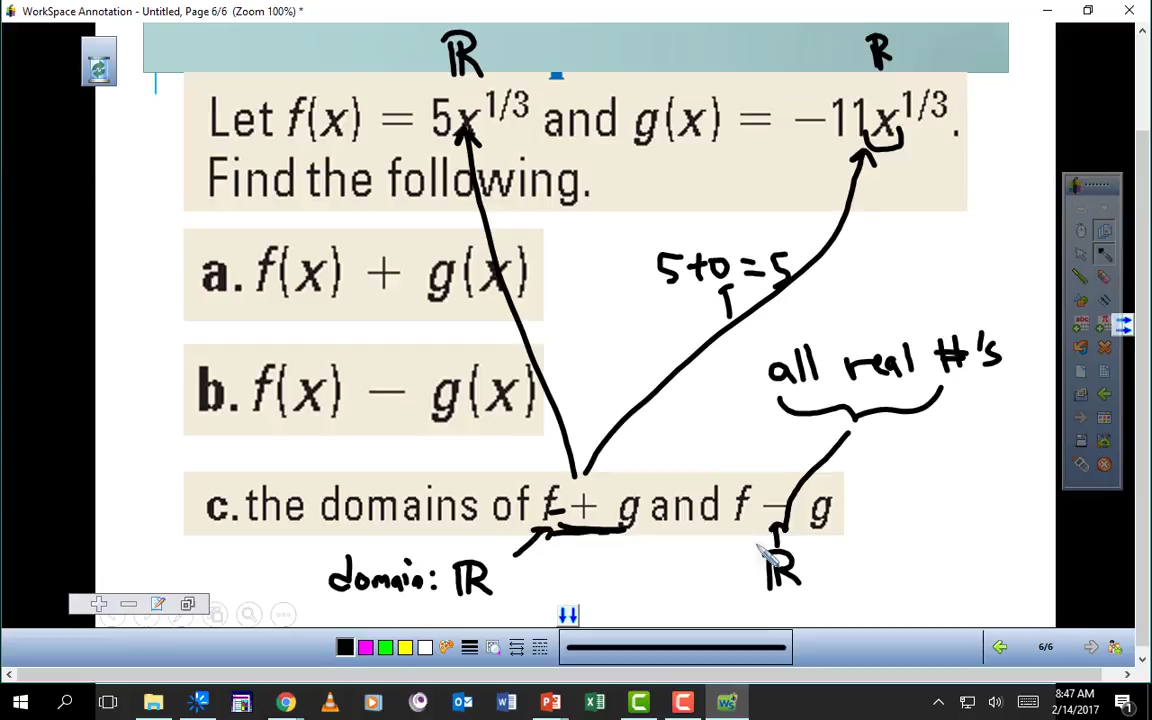 WorkSpace Annotation - Untitled, Page 6/6 (Zoom 100%) *
ℝ
R
Let f(x) = 5x^{1/3} and g(x) = −11x^{1/3}.
Find the following.
a. f(x) + g(x)
5+0=5
all real #'s
b. f(x) − g(x)
c. the domains of f + g and f − g
domain: ℝ
ℝ
6/6
8:47 AM
2/14/2017